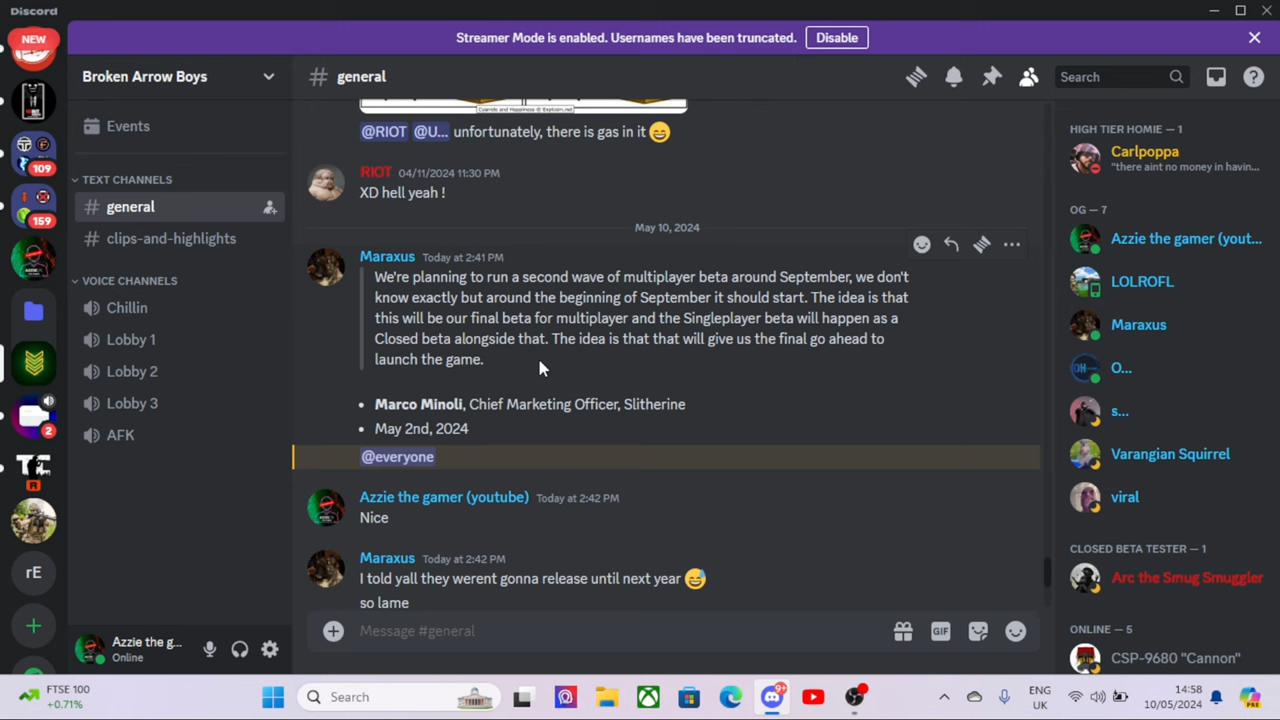 Discord
Streamer Mode is enabled. Usernames have been truncated.
Disable
NEW
Broken Arrow Boys
general
Search
Events
TEXT CHANNELS
general
clips-and-highlights
VOICE CHANNELS
Chillin
Lobby 1
Lobby 2
Lobby 3
AFK
109
159
2
R
rE
Cyanide and Happiness © Explosm.net
@RIOT @U... unfortunately, there is gas in it 😄
RIOT 04/11/2024 11:30 PM
XD hell yeah !
May 10, 2024
Maraxus Today at 2:41 PM
We're planning to run a second wave of multiplayer beta around September, we don't
know exactly but around the beginning of September it should start. The idea is that
this will be our final beta for multiplayer and the Singleplayer beta will happen as a
Closed beta alongside that. The idea is that that will give us the final go ahead to
launch the game.
• Marco Minoli, Chief Marketing Officer, Slitherine
• May 2nd, 2024
@everyone
Azzie the gamer (youtube) Today at 2:42 PM
Nice
Maraxus Today at 2:42 PM
I told yall they werent gonna release until next year 😅
so lame
Message #general
GIF
HIGH TIER HOMIE — 1
Carlpoppa
"there aint no money in havin...
OG — 7
Azzie the gamer (yout...
LOLROFL
Maraxus
O...
s...
Varangian Squirrel
viral
CLOSED BETA TESTER — 1
Arc the Smug Smuggler
ONLINE — 5
CSP-9680 "Cannon"
Azzie the g...
Online
FTSE 100
+0.71%
Search
9+
ENG
UK
14:58
10/05/2024
PRE